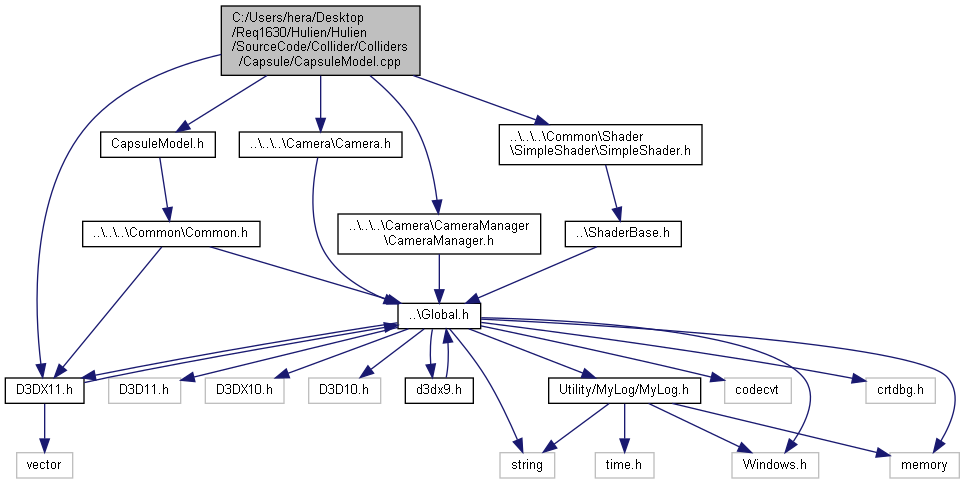 C:/Users/hera/Desktop
/Req1630/Hulien/Hulien
/SourceCode/Collider/Colliders
/Capsule/CapsuleModel.cpp
CapsuleModel.h
..\..\..\Camera\Camera.h
..\..\..\Common\Shader
\SimpleShader\SimpleShader.h
..\..\..\Common\Common.h
..\..\..\Camera\CameraManager
\CameraManager.h
..\ShaderBase.h
..\Global.h
D3DX11.h
D3D11.h
D3DX10.h
D3D10.h
d3dx9.h
Utility/MyLog/MyLog.h
codecvt
crtdbg.h
vector
string
time.h
Windows.h
memory